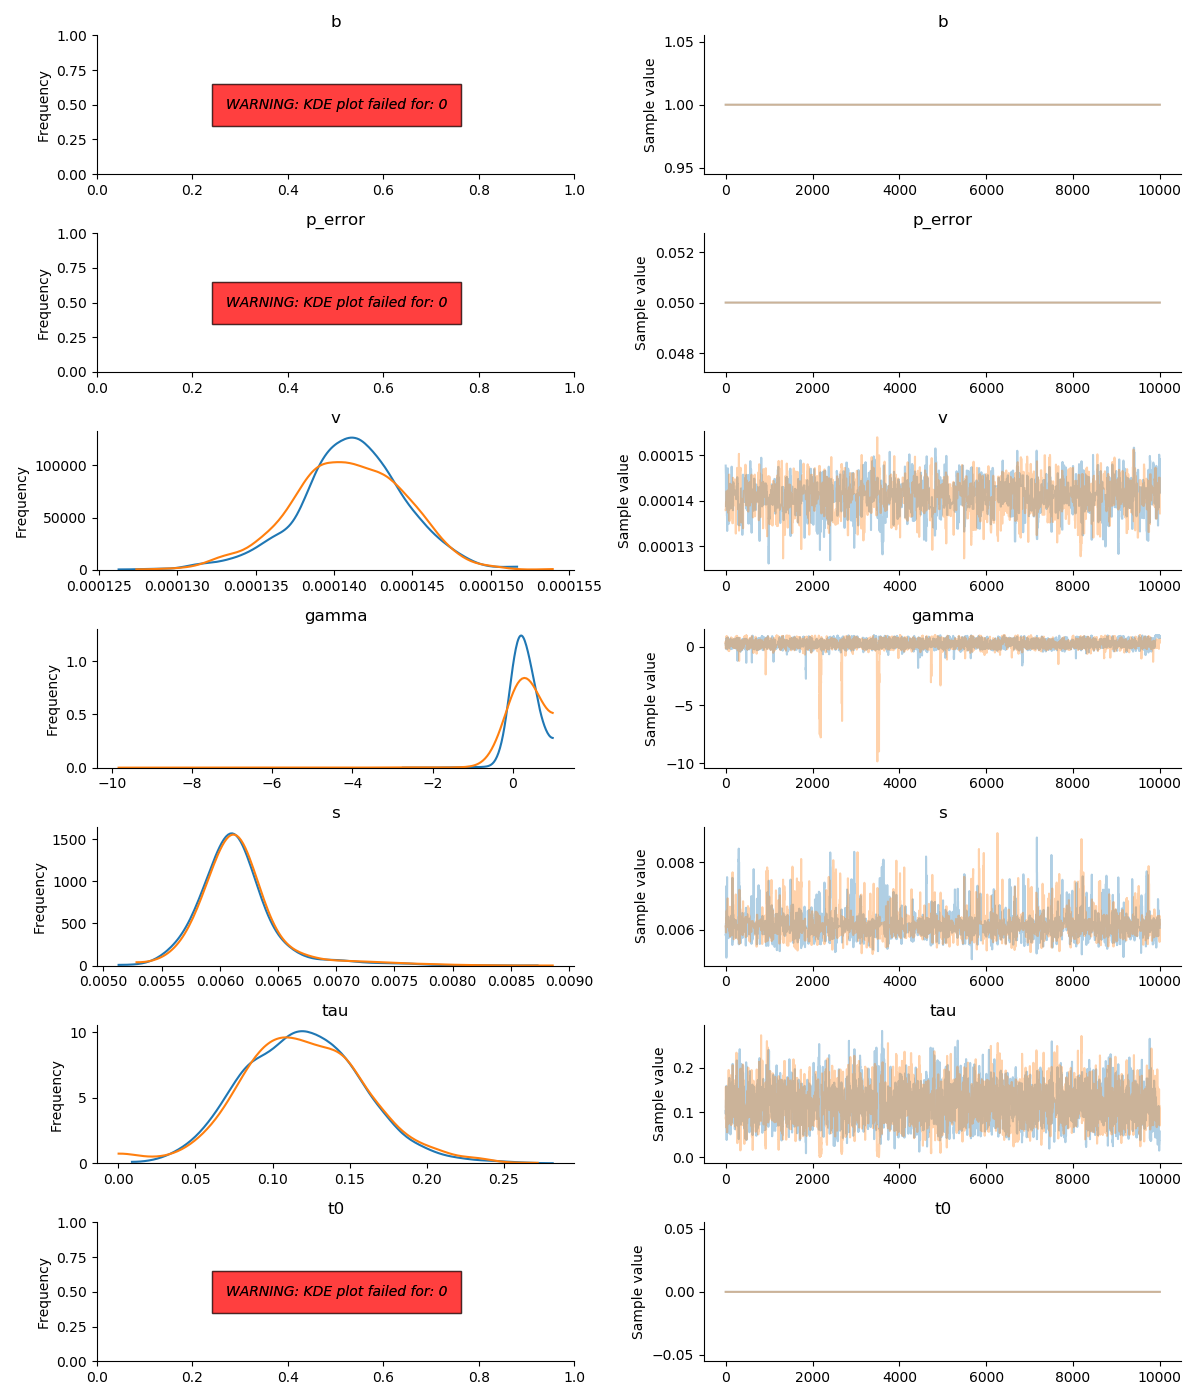 b
b
Frequency
1.00
0.75
0.50
0.25
0.00
WARNING: KDE plot failed for: 0
0.0 0.2 0.4 0.6 0.8 1.0
Sample value
1.05
1.00
0.95
0 2000 4000 6000 8000 10000
p_error
p_error
Frequency
1.00
0.75
0.50
0.25
0.00
WARNING: KDE plot failed for: 0
0.0 0.2 0.4 0.6 0.8 1.0
Sample value
0.052
0.050
0.048
0 2000 4000 6000 8000 10000
v
v
Frequency
100000
50000
0
0.000125 0.000130 0.000135 0.000140 0.000145 0.000150 0.000155
Sample value
0.00015
0.00014
0.00013
0 2000 4000 6000 8000 10000
gamma
gamma
Frequency
1.0
0.5
0.0
−10 −8 −6 −4 −2 0
Sample value
0
−5
−10
0 2000 4000 6000 8000 10000
s
s
Frequency
1500
1000
500
0
0.0050 0.0055 0.0060 0.0065 0.0070 0.0075 0.0080 0.0085 0.0090
Sample value
0.008
0.006
0 2000 4000 6000 8000 10000
tau
tau
Frequency
10
5
0
0.00 0.05 0.10 0.15 0.20 0.25
Sample value
0.2
0.1
0.0
0 2000 4000 6000 8000 10000
t0
t0
Frequency
1.00
0.75
0.50
0.25
0.00
WARNING: KDE plot failed for: 0
0.0 0.2 0.4 0.6 0.8 1.0
Sample value
0.05
0.00
−0.05
0 2000 4000 6000 8000 10000